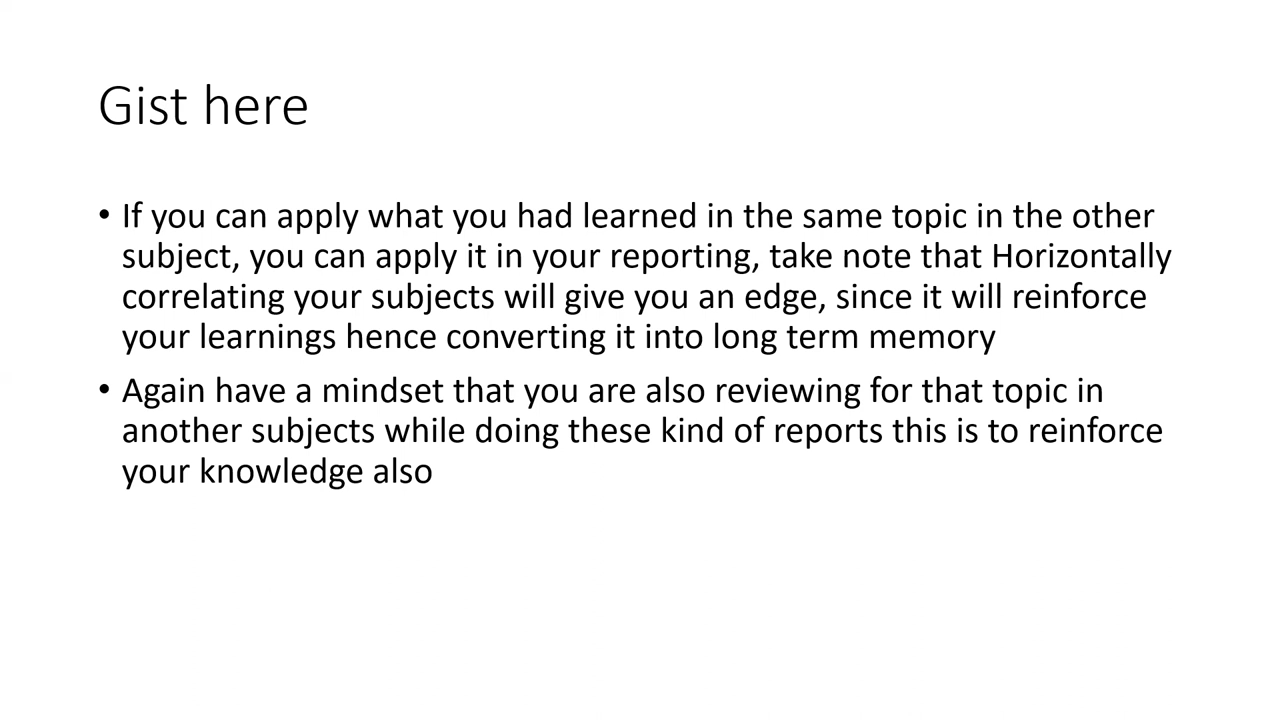 Gist here
• If you can apply what you had learned in the same topic in the other
subject, you can apply it in your reporting, take note that Horizontally
correlating your subjects will give you an edge, since it will reinforce
your learnings hence converting it into long term memory
• Again have a mindset that you are also reviewing for that topic in
another subjects while doing these kind of reports this is to reinforce
your knowledge also